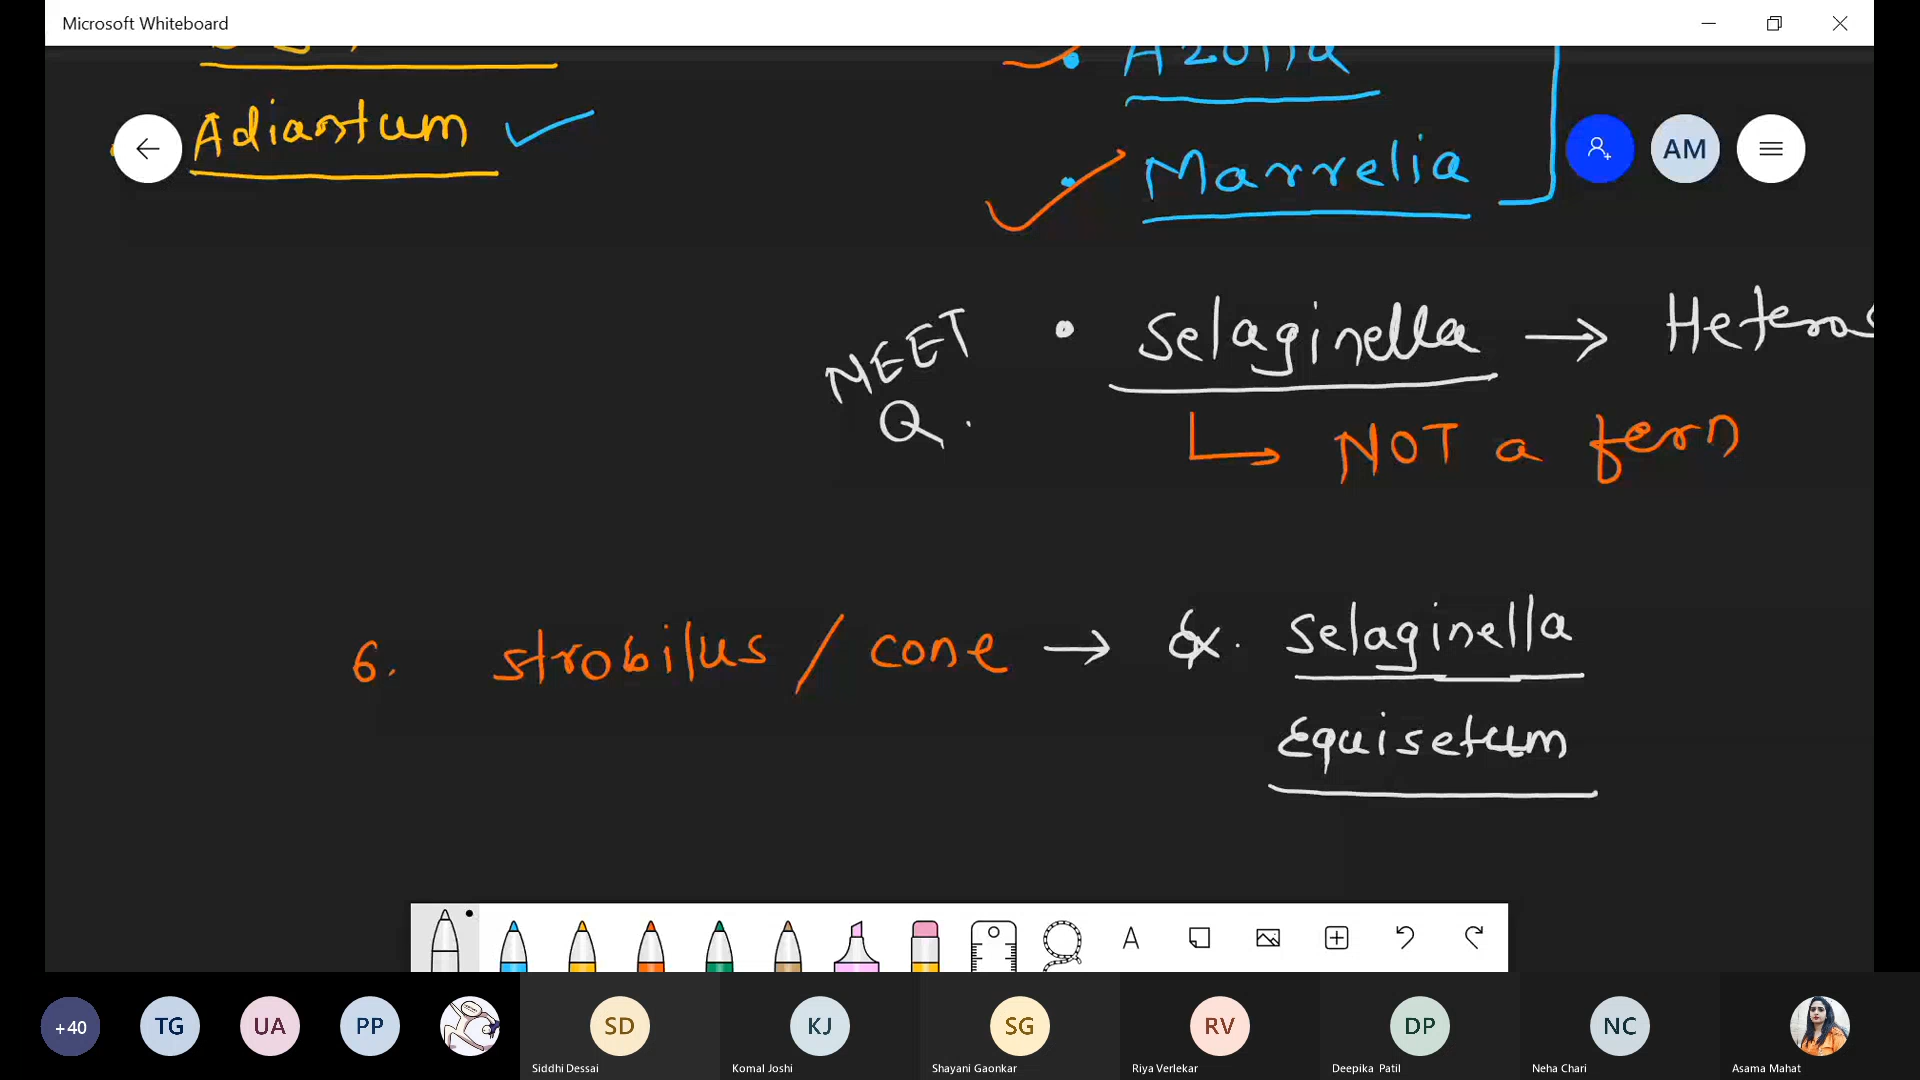 Microsoft Whiteboard
Azolla
Adiantum
Marrelia
AM
NEET
Q.
• Selaginella → Heteros
NOT a fern
6. strobilus / cone → Ex. Selaginella
Equisetum
A
+40 TG UA PP SD KJ SG RV DP NC
Siddhi Dessai Komal Joshi Shayani Gaonkar Riya Verlekar Deepika Patil Neha Chari Asama Mahat